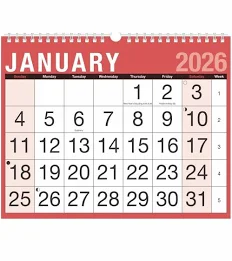 JANUARY 2026
Sunday Monday Tuesday Wednesday Thursday Friday Saturday Week
1 2 3 1
4 5 6 7 8 9 10 2
11 12 13 14 15 16 17 3
18 19 20 21 22 23 24 4
25 26 27 28 29 30 31 5